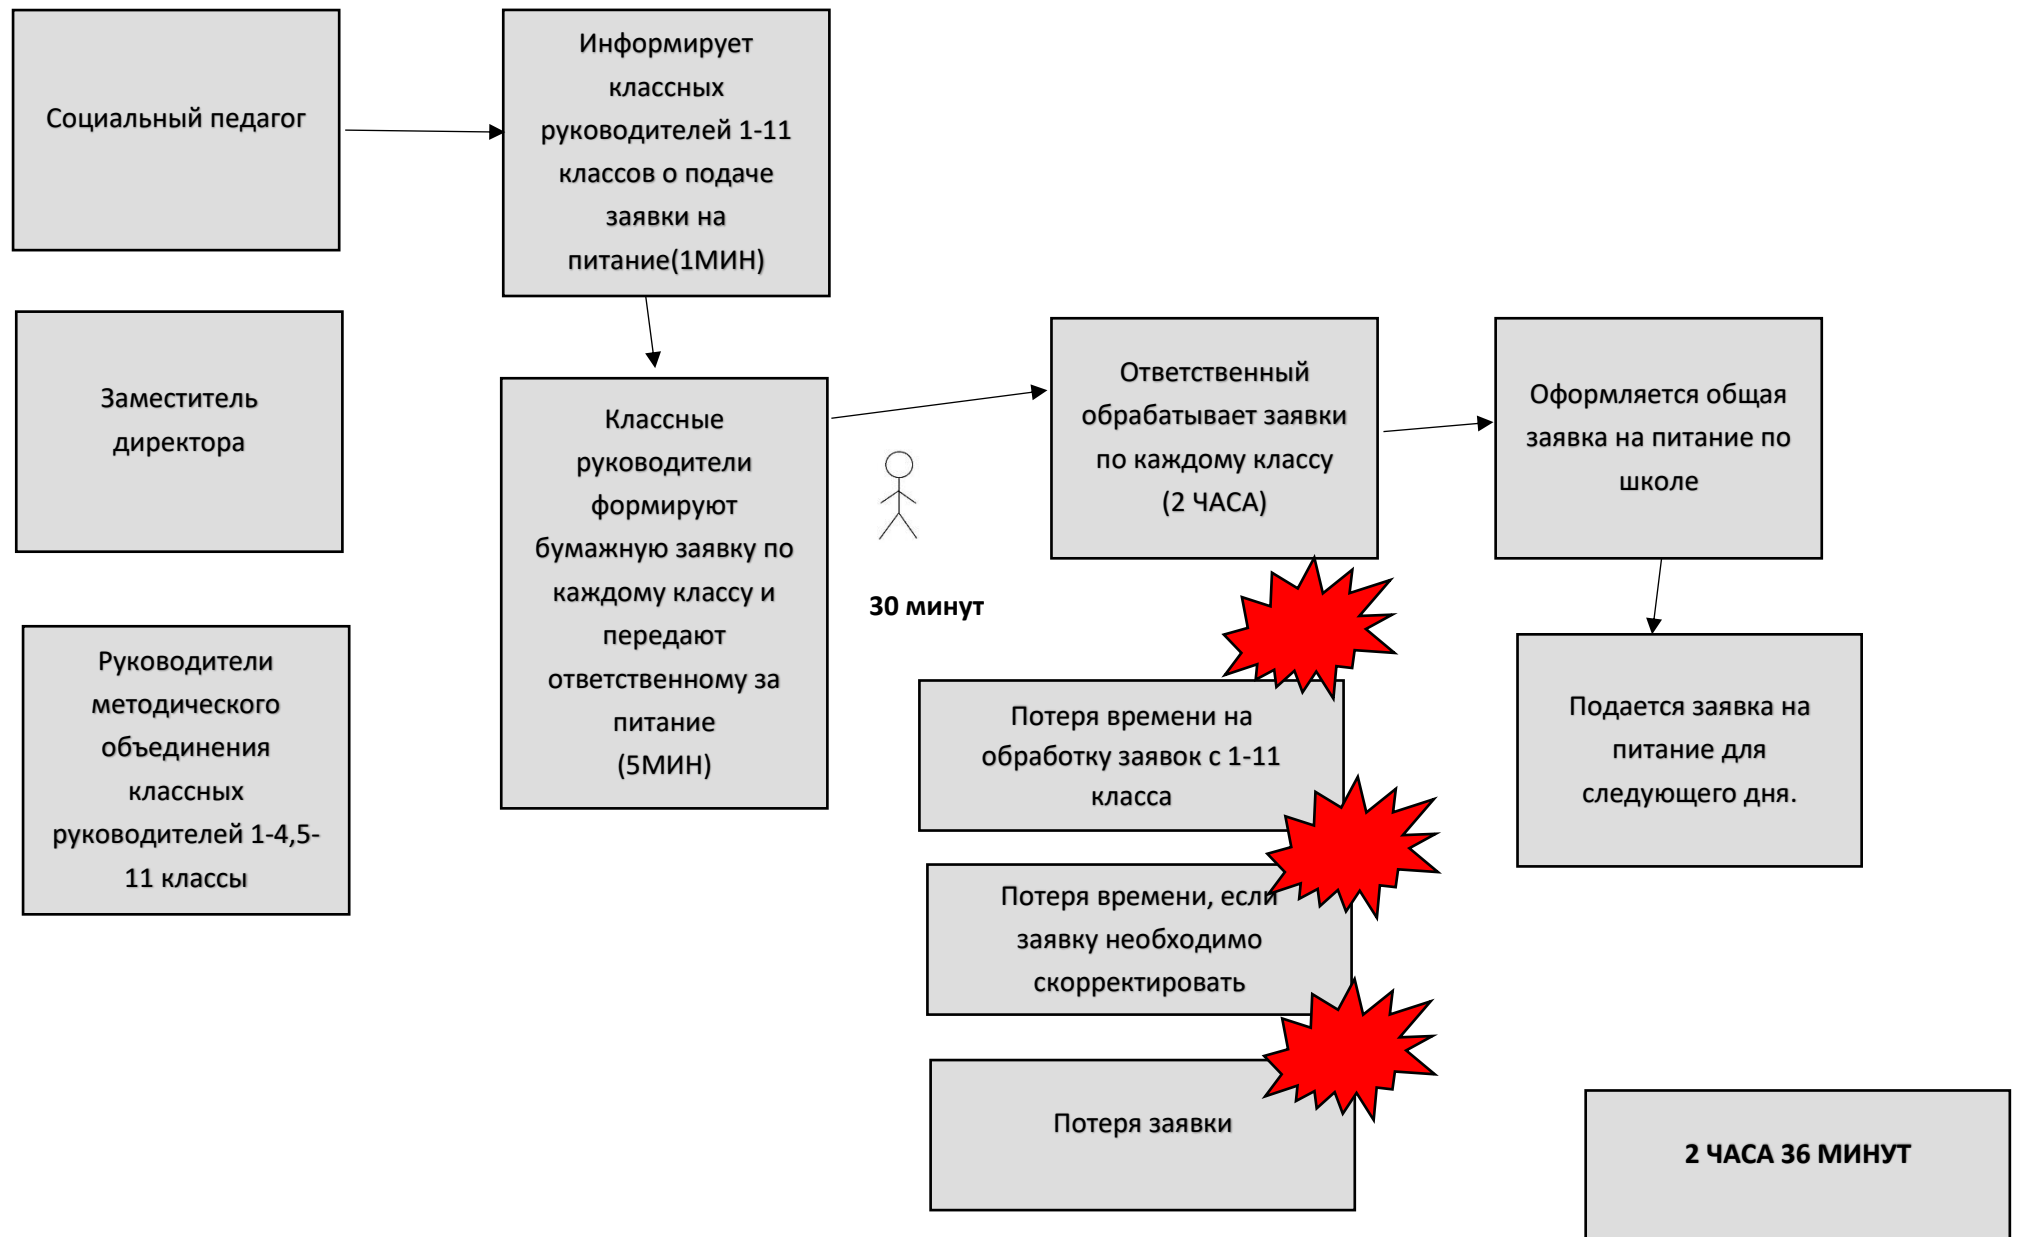 Социальный педагог
Информирует
классных
руководителей 1-11
классов о подаче
заявки на
питание(1МИН)
Заместитель
директора
Руководители
методического
объединения
классных
руководителей 1-4,5-
11 классы
Классные
руководители
формируют
бумажную заявку по
каждому классу и
передают
ответственному за
питание
(5МИН)
30 минут
Ответственный
обрабатывает заявки
по каждому классу
(2 ЧАСА)
Оформляется общая
заявка на питание по
школе
Подается заявка на
питание для
следующего дня.
Потеря времени на
обработку заявок с 1-11
класса
Потеря времени, если
заявку необходимо
скорректировать
Потеря заявки
2 ЧАСА 36 МИНУТ